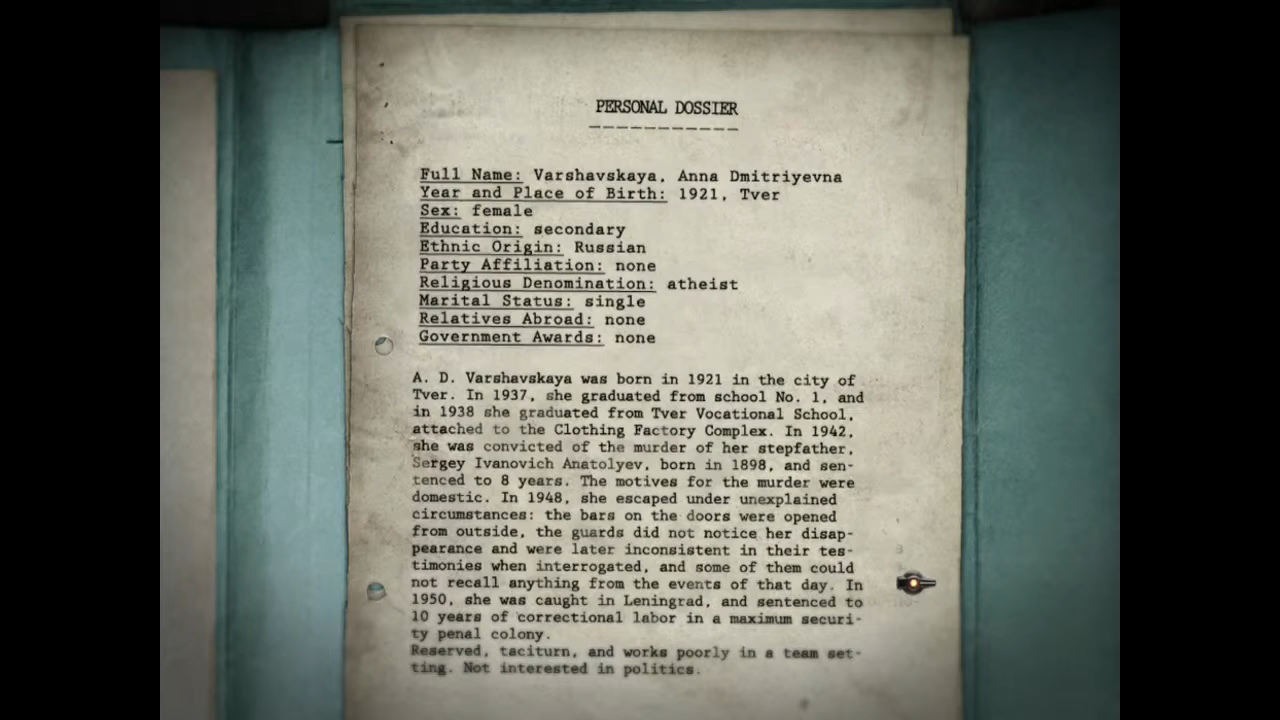 PERSONAL DOSSIER
Full Name: Varshavskaya, Anna Dmitriyevna
Year and Place of Birth: 1921, Tver
Sex: female
Education: secondary
Ethnic Origin: Russian
Party Affiliation: none
Religious Denomination: atheist
Marital Status: single
Relatives Abroad: none
Government Awards: none
A. D. Varshavskaya was born in 1921 in the city of
Tver. In 1937, she graduated from school No. 1, and
in 1938 she graduated from Tver Vocational School,
attached to the Clothing Factory Complex. In 1942,
she was convicted of the murder of her stepfather,
Sergey Ivanovich Anatolyev, born in 1898, and sen-
tenced to 8 years. The motives for the murder were
domestic. In 1948, she escaped under unexplained
circumstances: the bars on the doors were opened
from outside, the guards did not notice her disap-
pearance and were later inconsistent in their tes-
timonies when interrogated, and some of them could
not recall anything from the events of that day. In
1950, she was caught in Leningrad, and sentenced to
10 years of correctional labor in a maximum securi-
ty penal colony.
Reserved, taciturn, and works poorly in a team set-
ting. Not interested in politics.